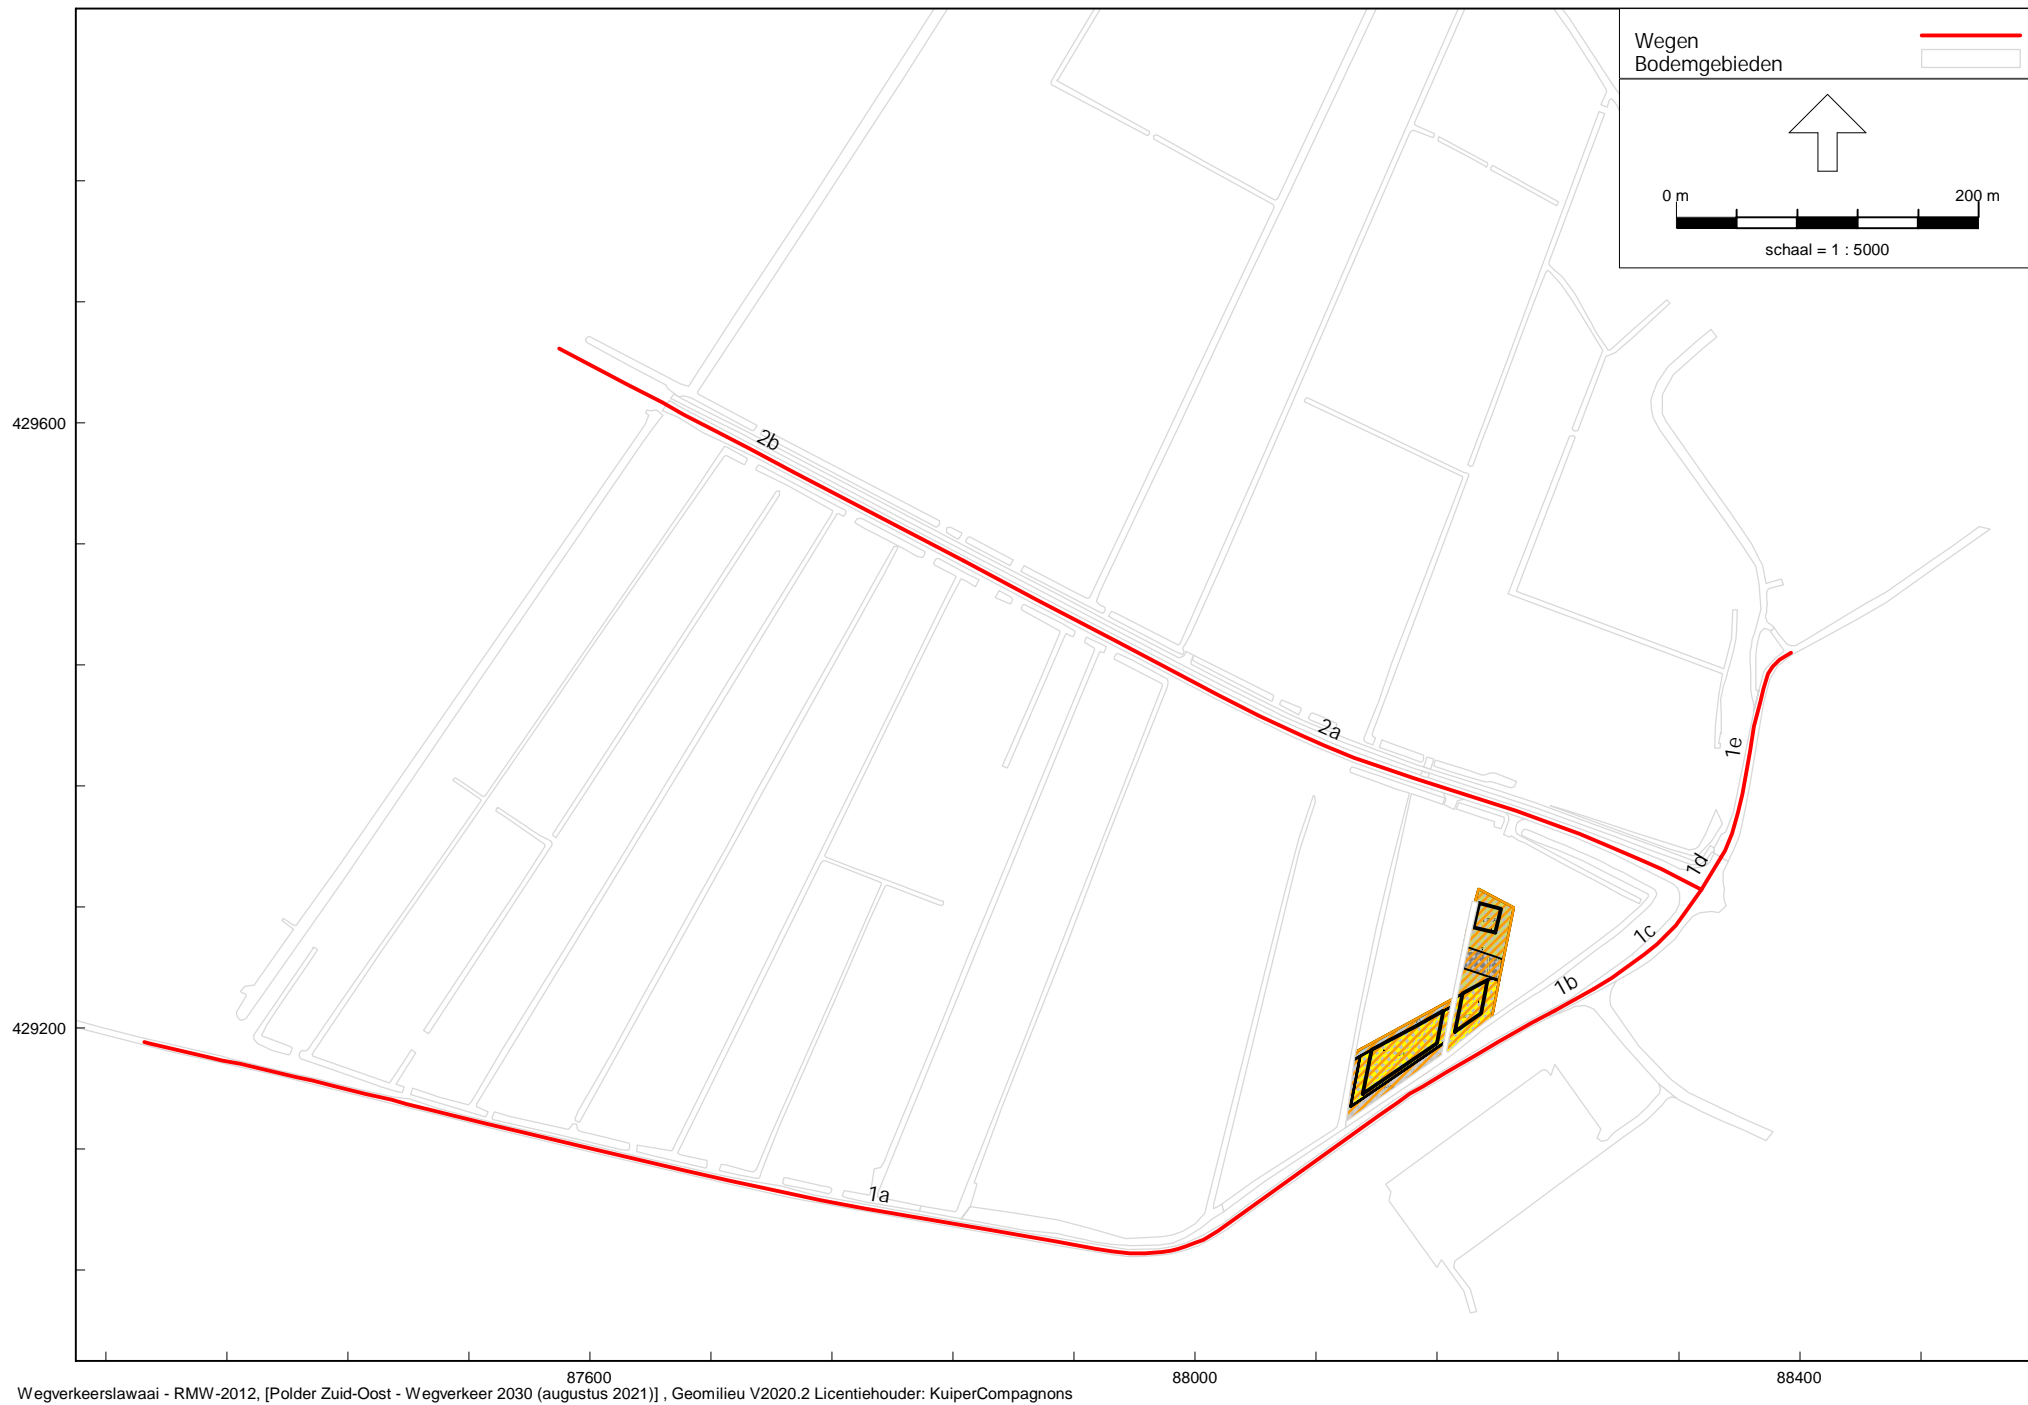 Wegen
Bodemgebieden
0 m 200 m
schaal = 1 : 5000
429600
2b
2a
1e
1d
1c
1b
429200
1a
87600 88000 88400
Wegverkeerslawaai - RMW-2012, [Polder Zuid-Oost - Wegverkeer 2030 (augustus 2021)] , Geomilieu V2020.2 Licentiehouder: KuiperCompagnons